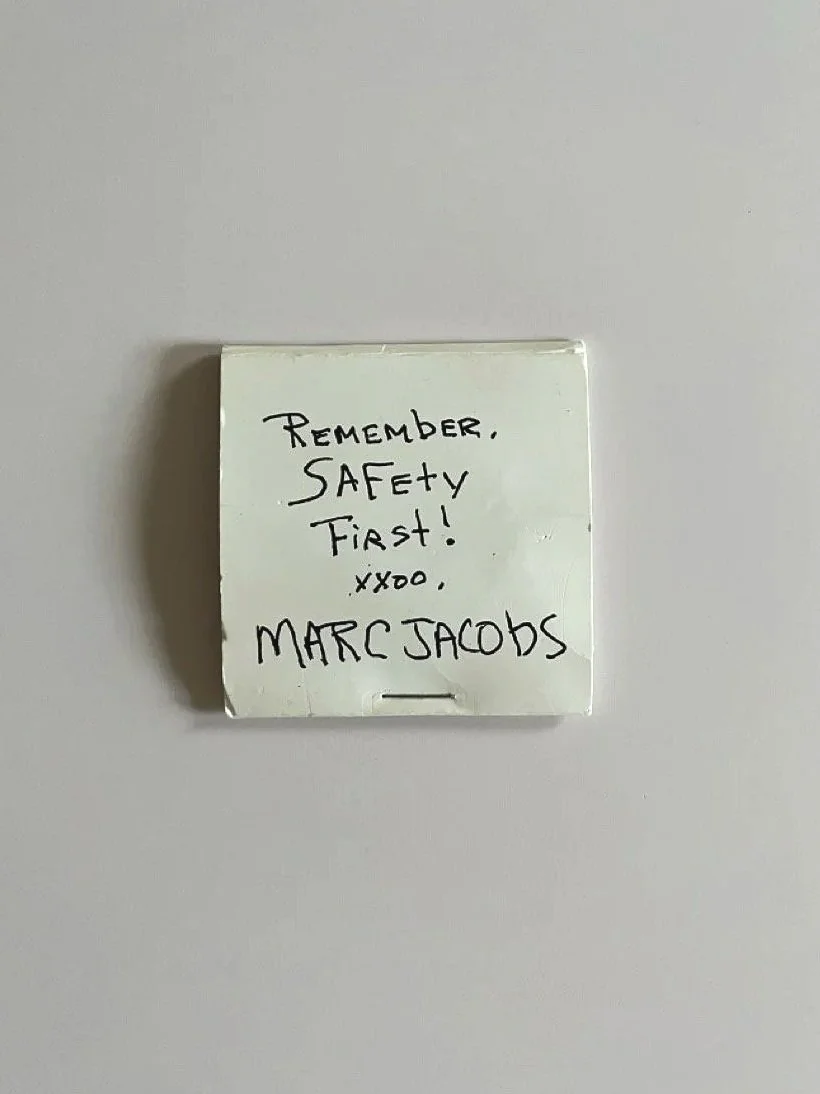 REMEMbER.
SAFEty
FiRst!
xxoo.
MARC JACObS